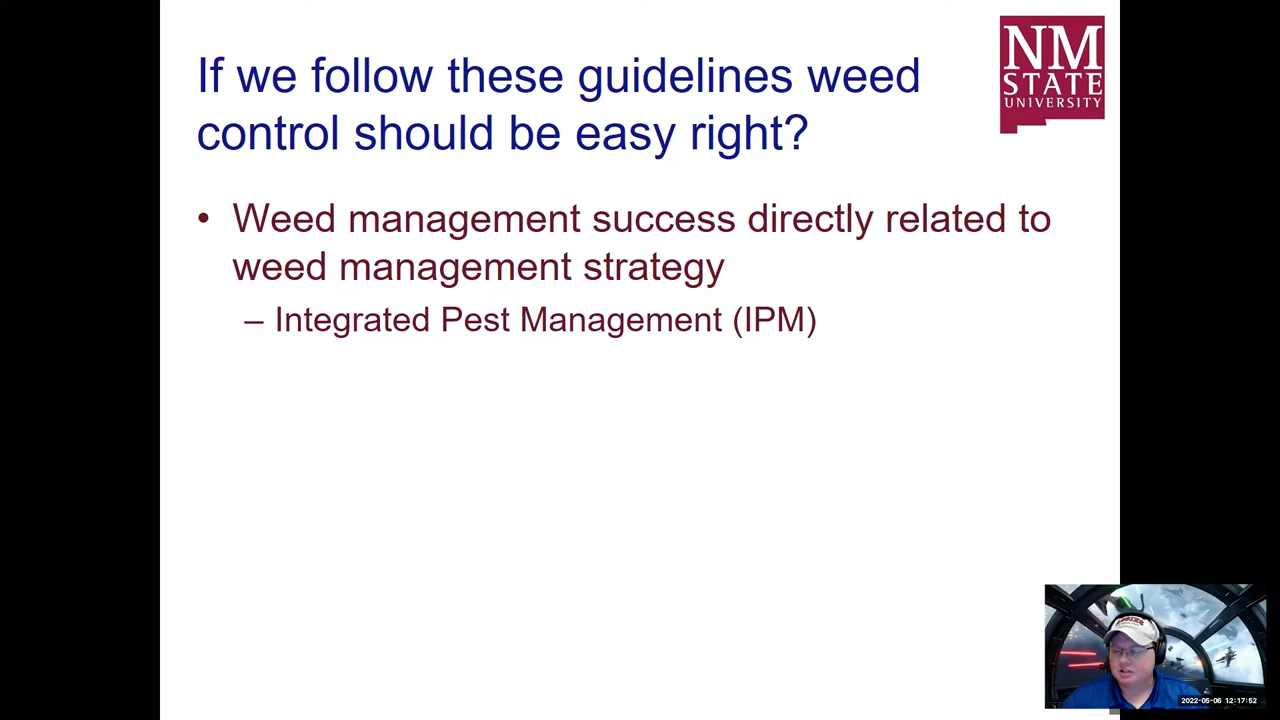 If we follow these guidelines weed
control should be easy right?
NM
STATE
UNIVERSITY
• Weed management success directly related to
weed management strategy
– Integrated Pest Management (IPM)
2022-05-06 12:17:52